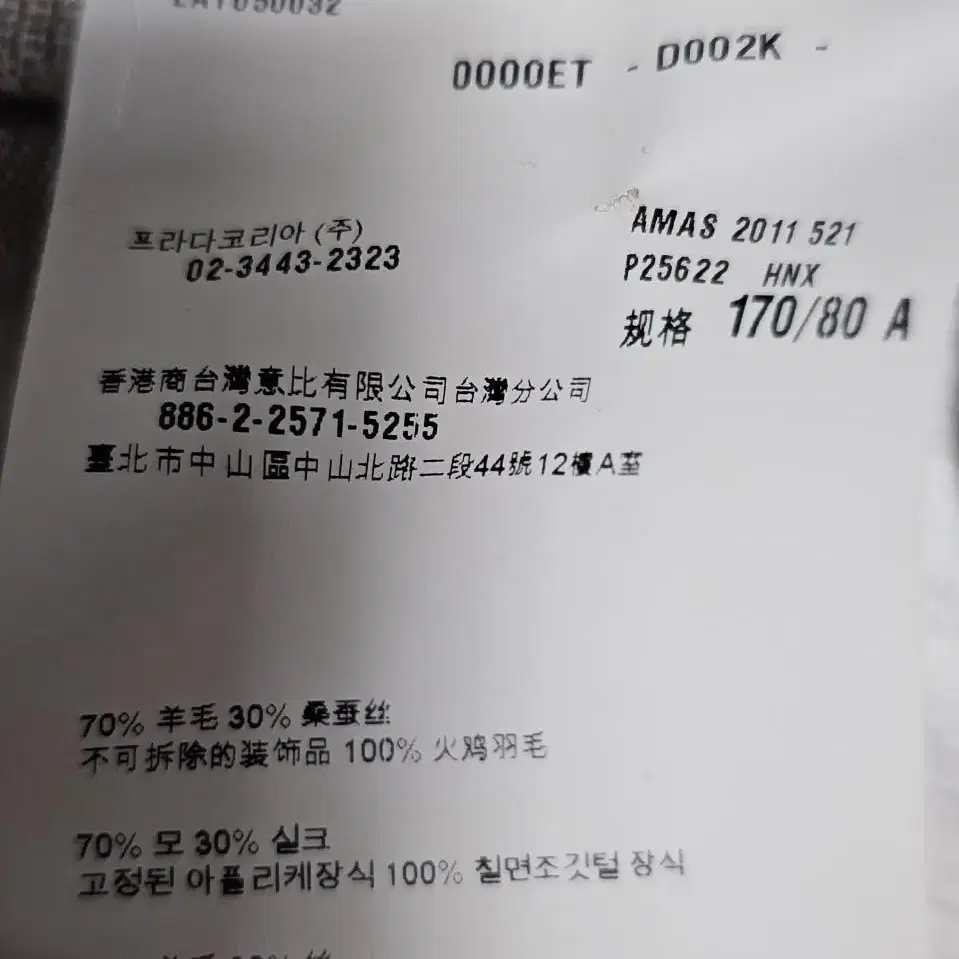 0000ET - D002K -
프라다코리아 (주)
02-3443-2323
AMAS 2011 521
P25622 HNX
规格 170/80 A
香港商台灣意比有限公司台灣分公司
886-2-2571-5255
臺北市中山區中山北路二段44號12樓A至
70% 羊毛 30% 桑蚕丝
不可拆除的装饰品 100% 火鸡羽毛
70% 모 30% 실크
고정된 아플리케장식 100% 칠면조깃털 장식